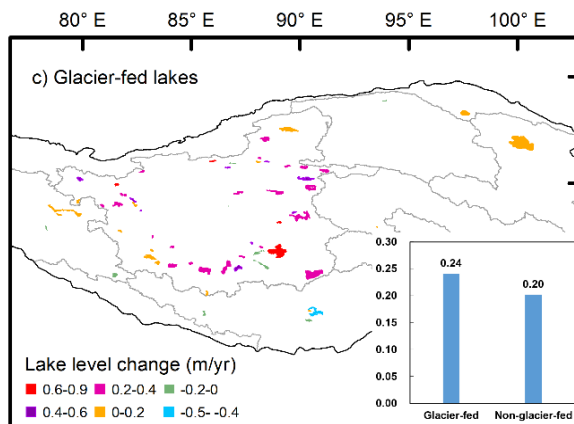 80° E 85° E 90° E 95° E 100° E
c) Glacier-fed lakes
Lake level change (m/yr)
0.6-0.9 0.2-0.4 -0.2-0
0.4-0.6 0-0.2 -0.5- -0.4
0.30
0.25
0.20
0.15
0.10
0.05
0.00
0.24
0.20
Glacier-fed Non-glacier-fed